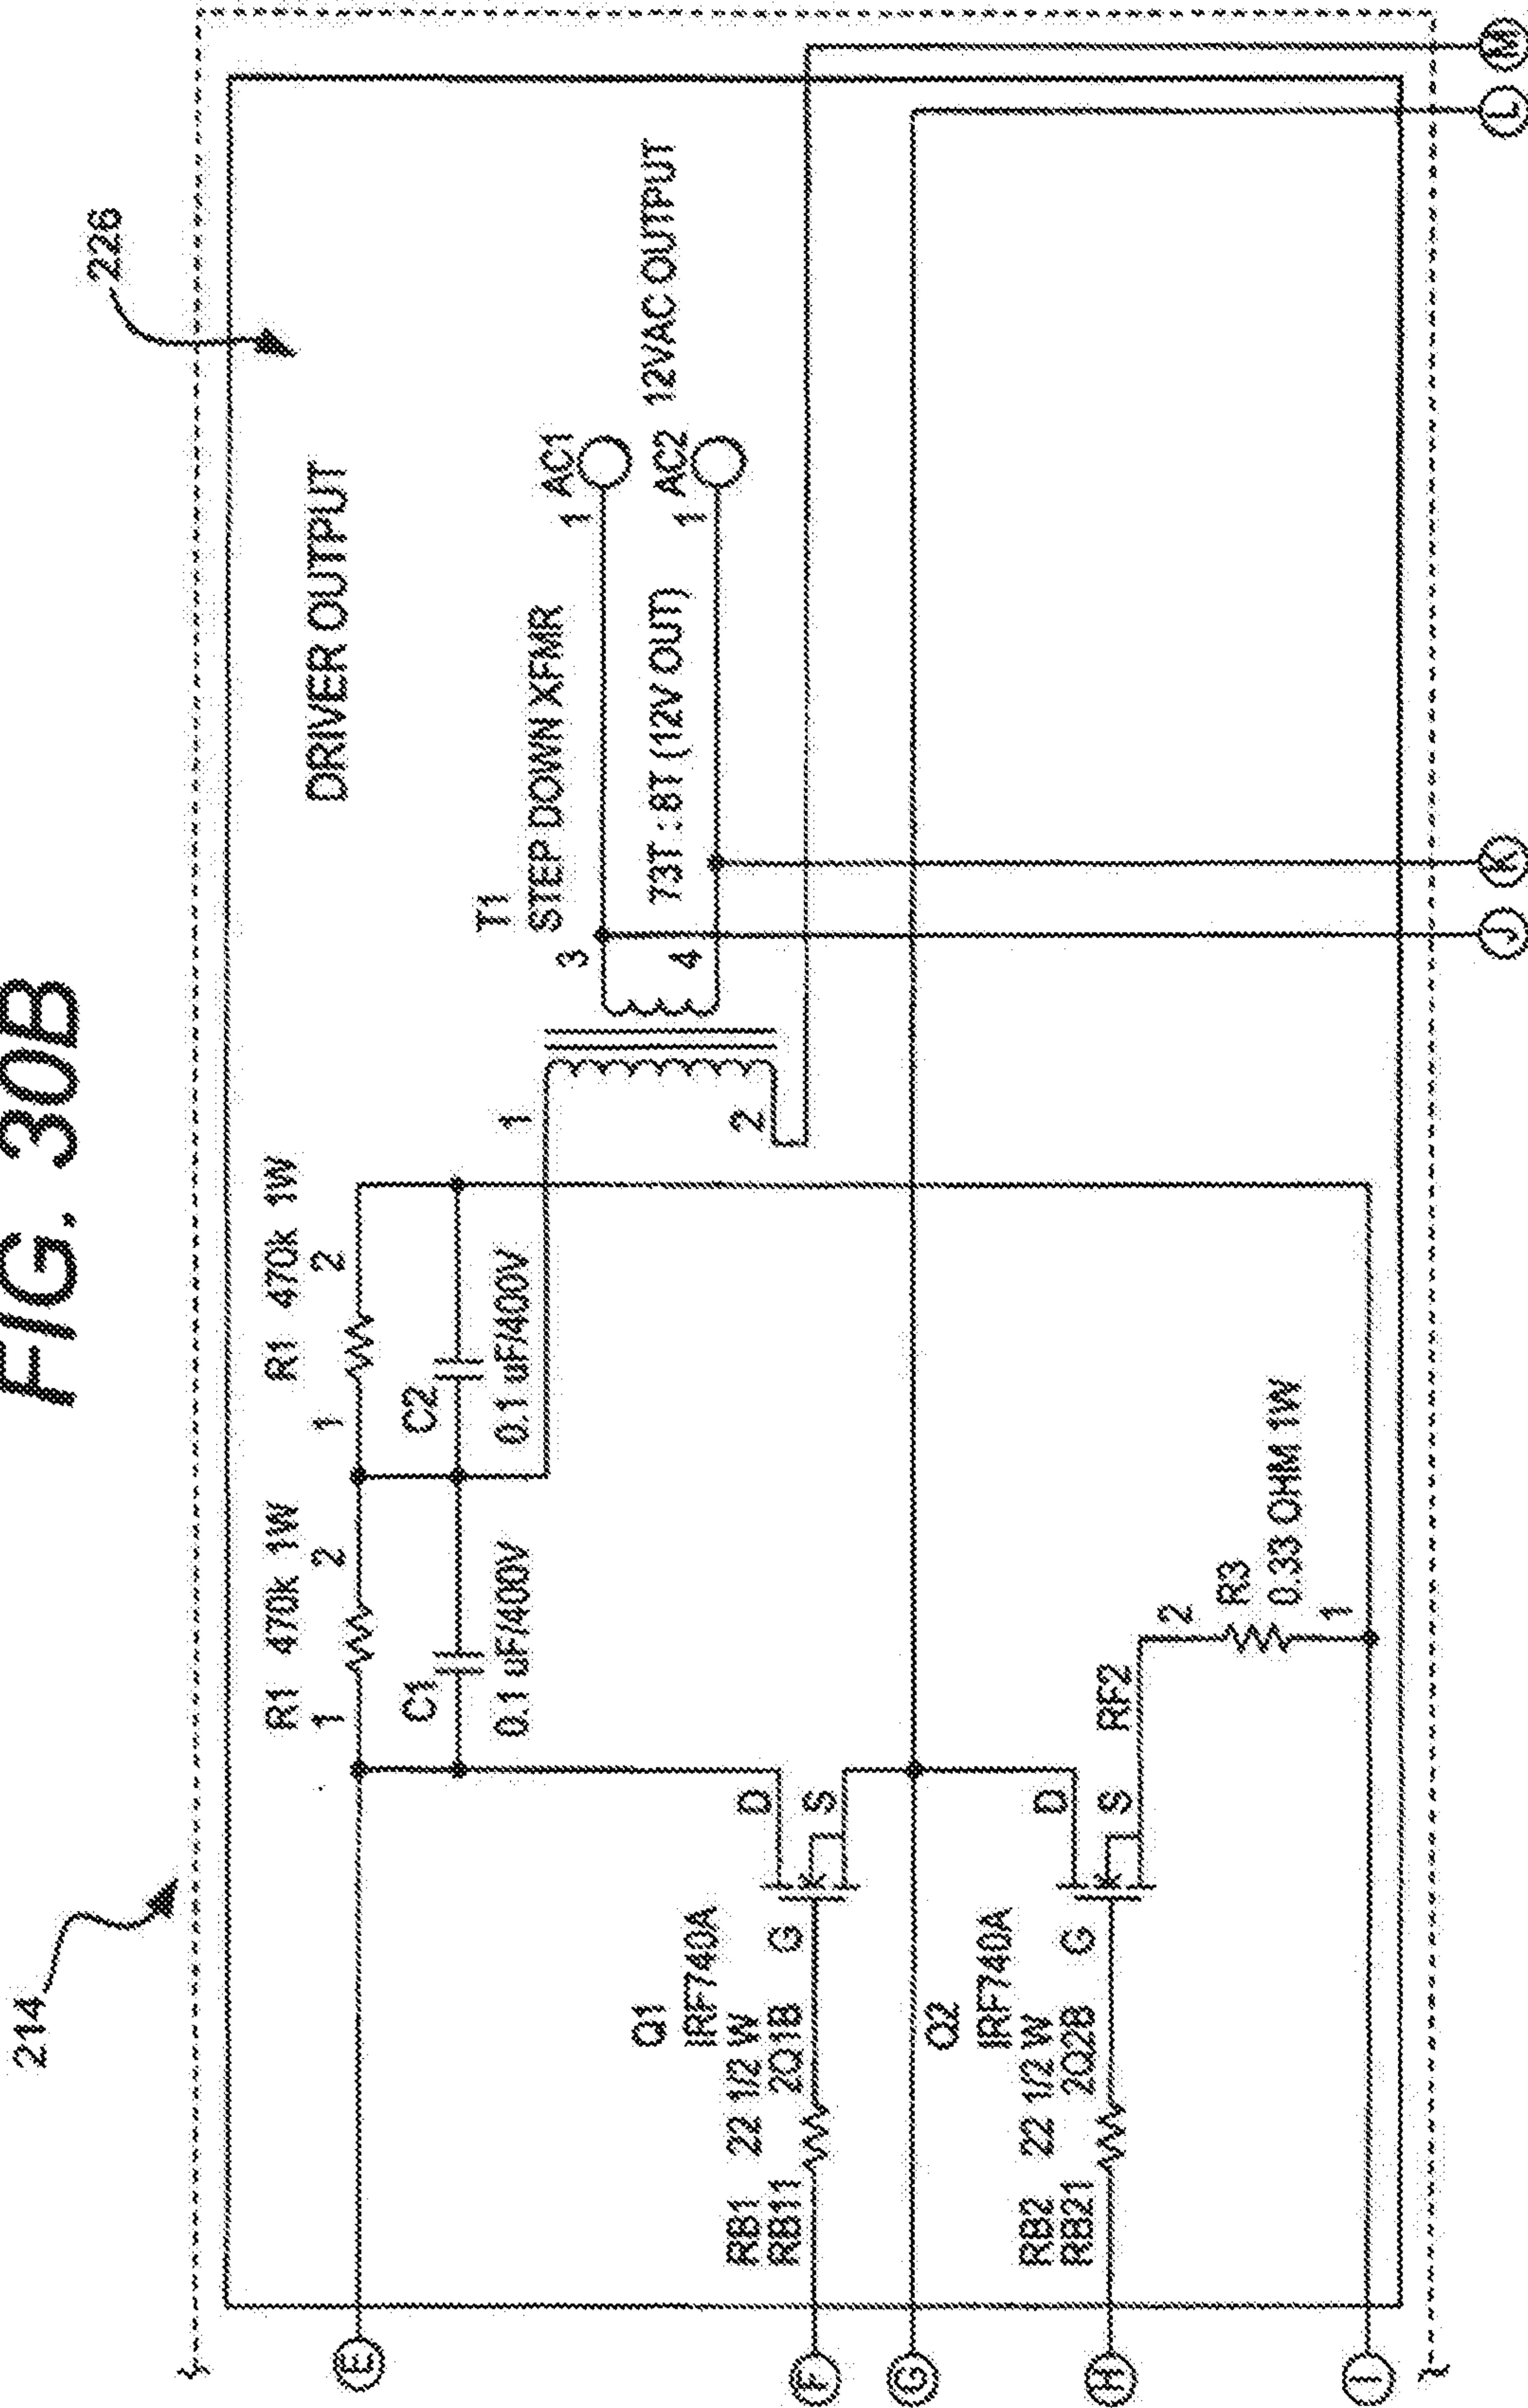 FIG. 30B
214
226
DRIVER OUTPUT
R1 470k 1W
1 2
R1 470k 1W
1 2
C1
0.1 uF/400V
C2
0.1 uF/400V
T1
STEP DOWN XFMR
73T : 8T (12V OUT)
1
2
3
4
1 AC1
1 AC2
12VAC OUTPUT
Q1
IRF740A
RB1 22 1/2 W
RB11 2Q1B G
D
S
Q2
IRF740A
RB2 22 1/2 W
RB21 2Q2B G
D
S
RF2
2
R3
0.33 OHM 1W
1
E
F
G
H
I
J
K
L
M